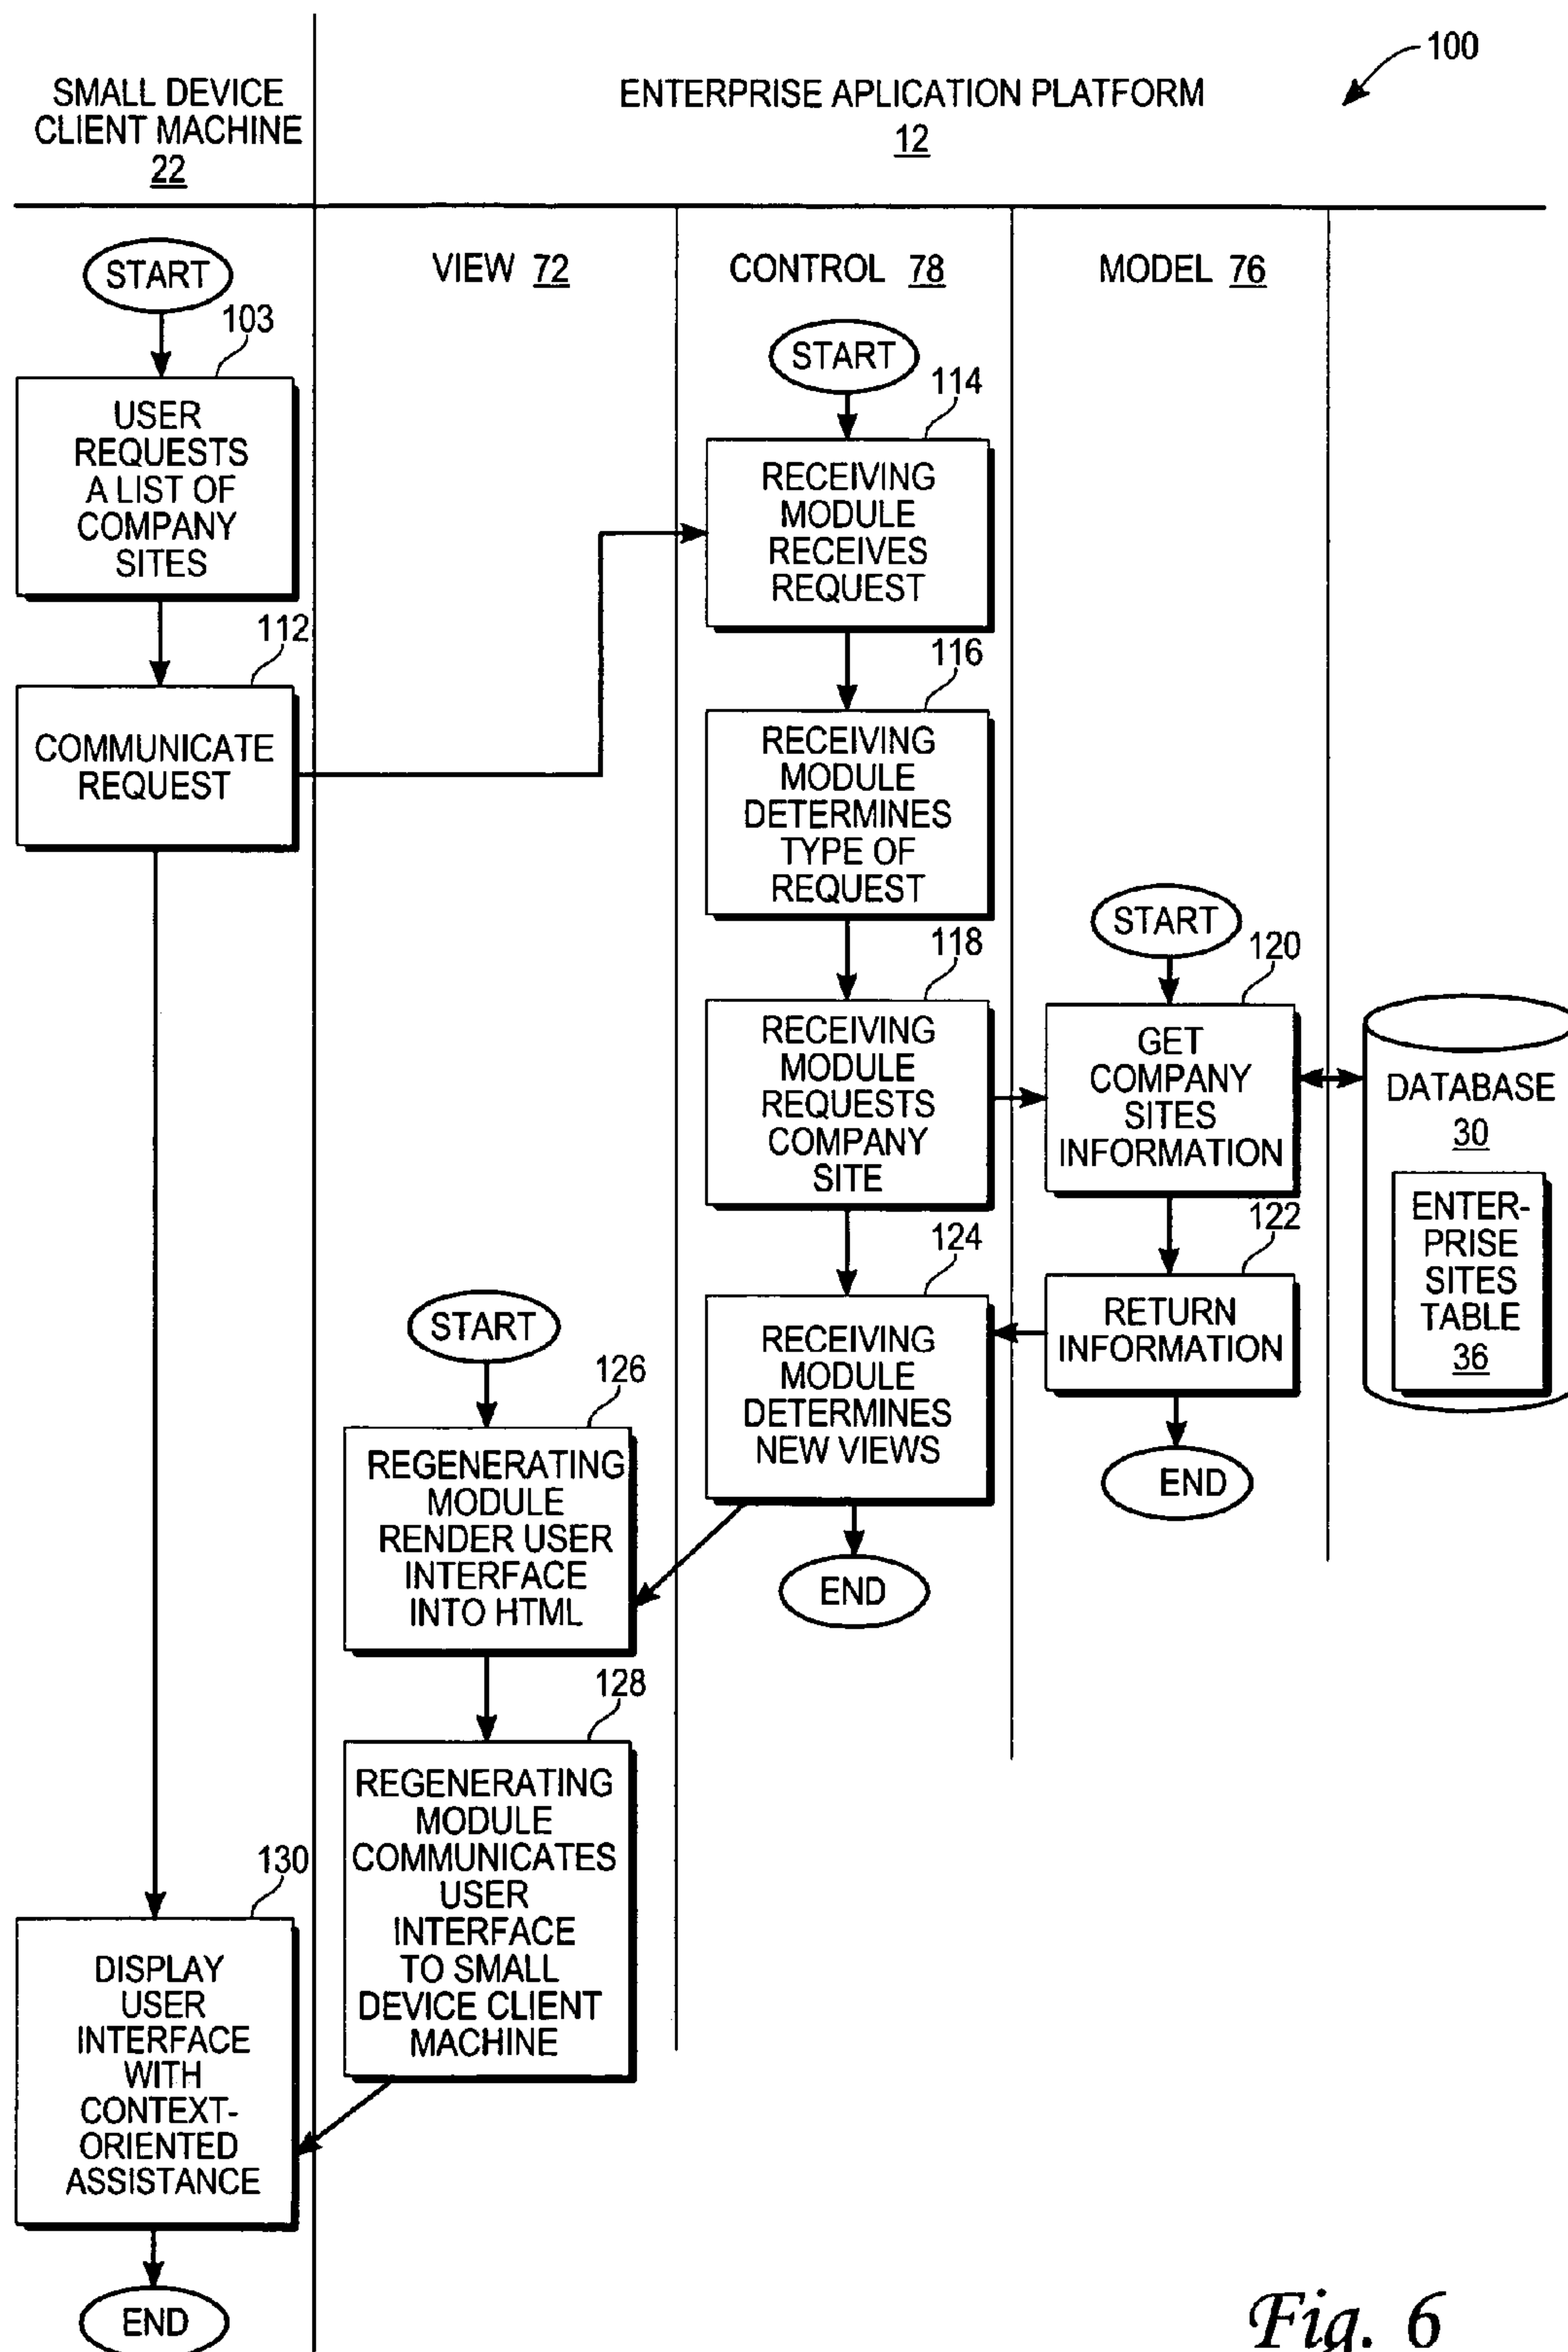 100
SMALL DEVICE
CLIENT MACHINE
22
ENTERPRISE APLICATION PLATFORM
12
VIEW 72
CONTROL 78
MODEL 76
START
103
USER
REQUESTS
A LIST OF
COMPANY
SITES
112
COMMUNICATE
REQUEST
START
114
RECEIVING
MODULE
RECEIVES
REQUEST
116
RECEIVING
MODULE
DETERMINES
TYPE OF
REQUEST
118
RECEIVING
MODULE
REQUESTS
COMPANY
SITE
START
120
GET
COMPANY
SITES
INFORMATION
DATABASE
30
ENTER-
PRISE
SITES
TABLE
36
122
RETURN
INFORMATION
END
124
RECEIVING
MODULE
DETERMINES
NEW VIEWS
END
START
126
REGENERATING
MODULE
RENDER USER
INTERFACE
INTO HTML
128
REGENERATING
MODULE
COMMUNICATES
USER
INTERFACE
TO SMALL
DEVICE CLIENT
MACHINE
130
DISPLAY
USER
INTERFACE
WITH
CONTEXT-
ORIENTED
ASSISTANCE
END
Fig. 6